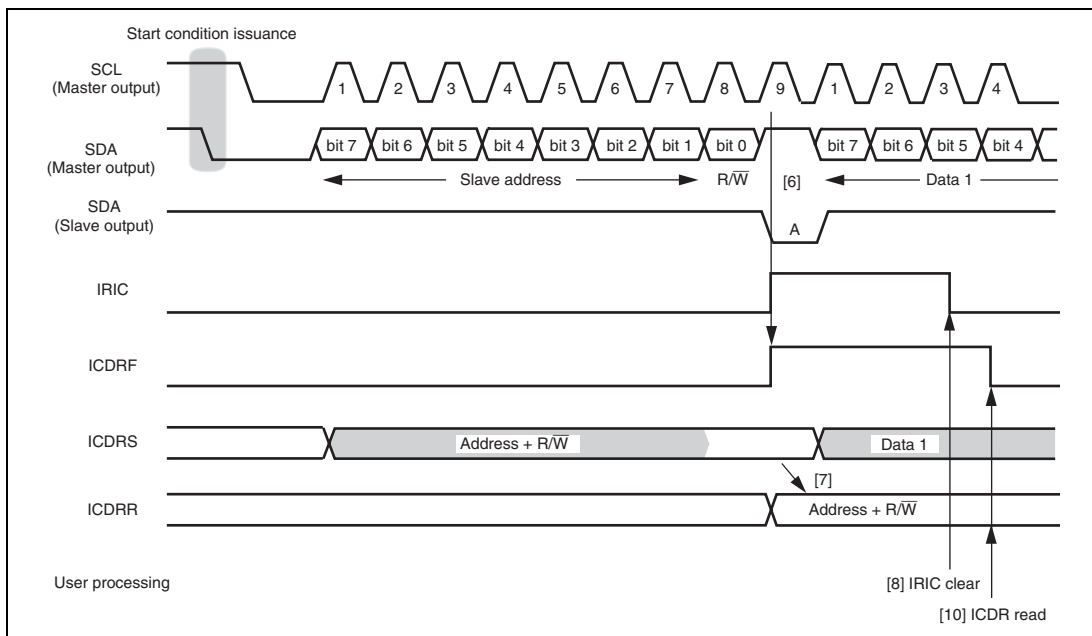 Start condition issuance
SCL
(Master output)
1 2 3 4 5 6 7 8 9 1 2 3 4
SDA
(Master output)
bit 7 bit 6 bit 5 bit 4 bit 3 bit 2 bit 1 bit 0 bit 7 bit 6 bit 5 bit 4
Slave address R/W̅ [6] Data 1
SDA
(Slave output)
A
IRIC
ICDRF
ICDRS
Address + R/W̅ Data 1
[7]
ICDRR
Address + R/W̅
User processing
[8] IRIC clear
[10] ICDR read